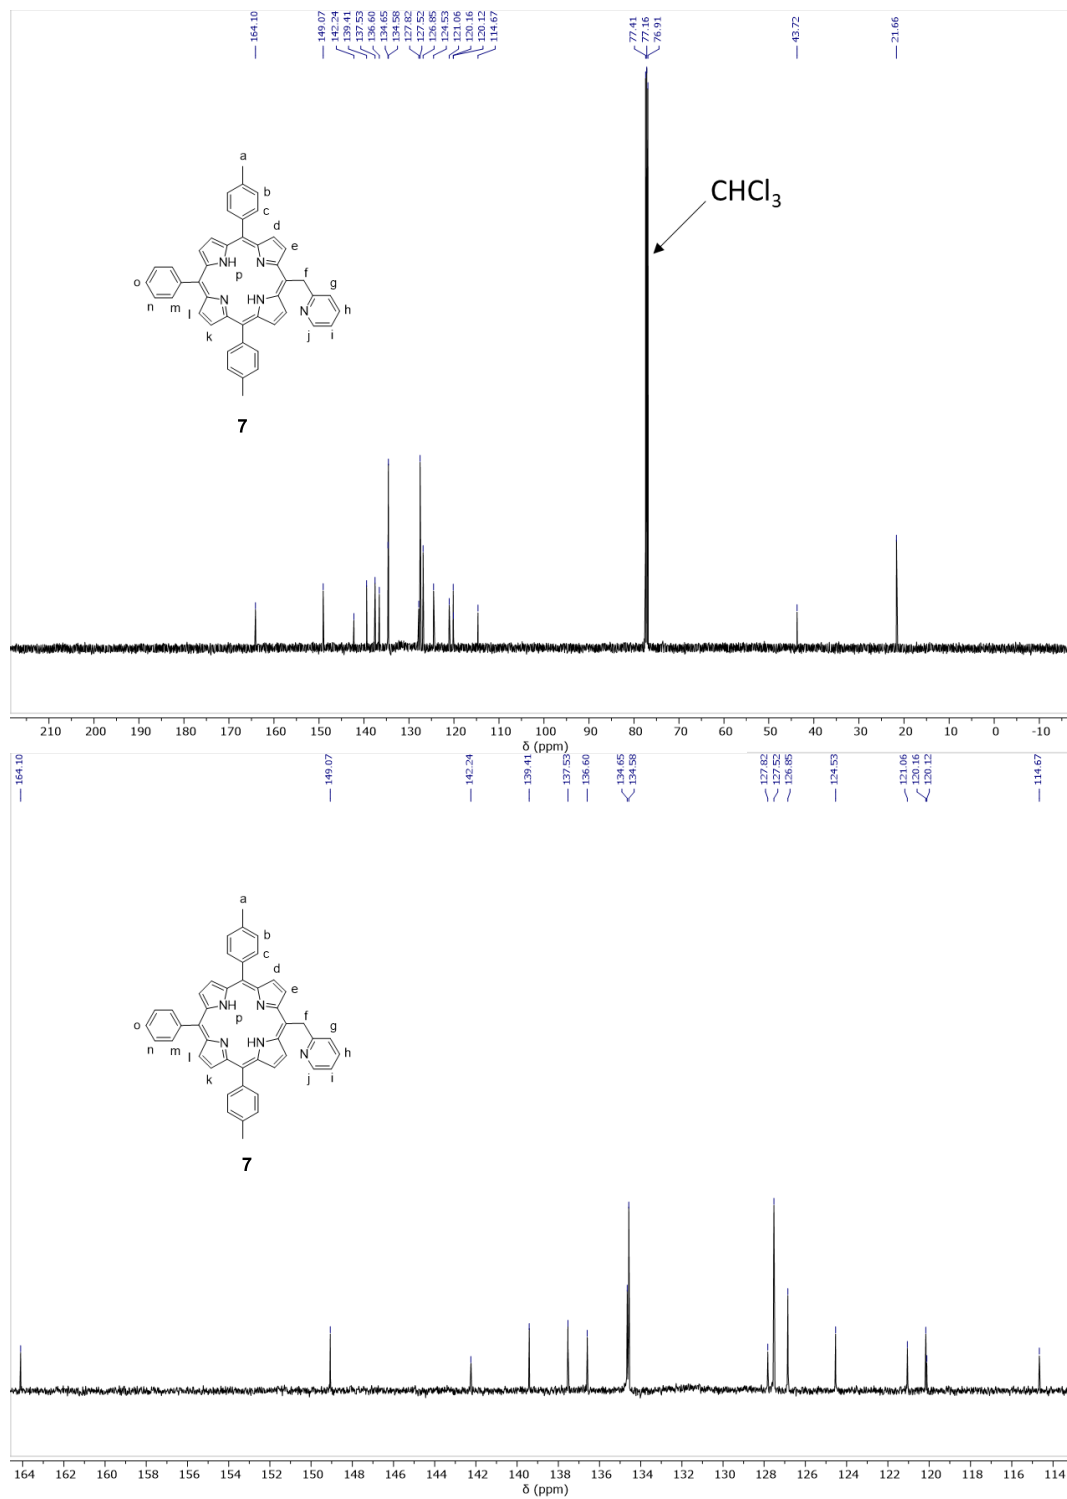 164.10
149.07
142.24
139.41
137.53
136.60
134.65
134.58
127.82
127.52
126.85
124.53
121.06
120.16
120.12
114.67
77.41
77.16
76.91
43.72
21.66
CHCl3
a
b
c
d
e
NH N
f
o
p
g
N HN
N
h
n
m
l
j
i
k
7
210 200 190 180 170 160 150 140 130 120 110 100 90 80 70 60 50 40 30 20 10 0 -10
δ (ppm)
164.10
149.07
142.24
139.41
137.53
136.60
134.65
134.58
127.82
127.52
126.85
124.53
121.06
120.16
120.12
114.67
a
b
c
d
e
NH N
f
o
p
g
N HN
N
h
n
m
l
j
i
k
7
164 162 160 158 156 154 152 150 148 146 144 142 140 138 136 134 132 130 128 126 124 122 120 118 116 114
δ (ppm)